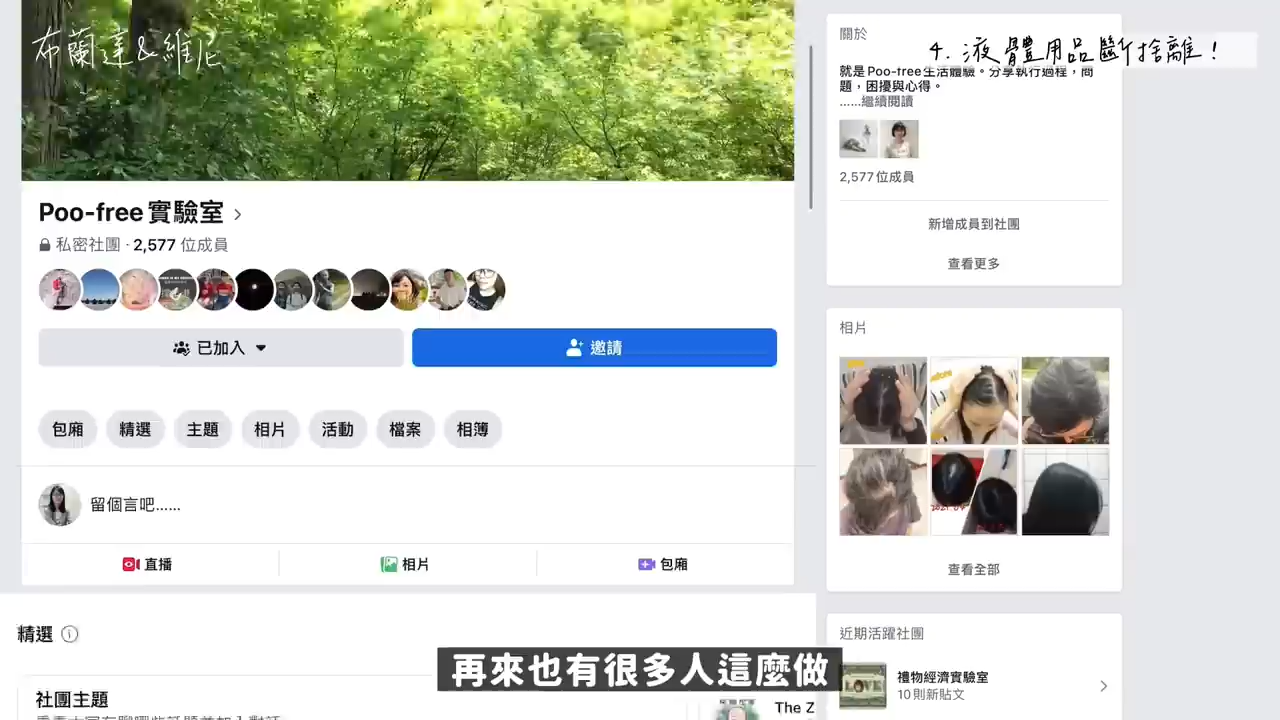 布蘭達&維尼
4. 液體用品斷捨離!
Poo-free實驗室
私密社團 · 2,577 位成員
已加入
邀請
包廂
精選
主題
相片
活動
檔案
相簿
留個言吧……
直播
相片
包廂
精選
社團主題
The Z
關於
就是Poo-free生活體驗。分享執行過程，問
題，困擾與心得。
……繼續閱讀
2,577位成員
新增成員到社團
查看更多
相片
查看全部
近期活躍社團
禮物經濟實驗室
10則新貼文
再來也有很多人這麼做